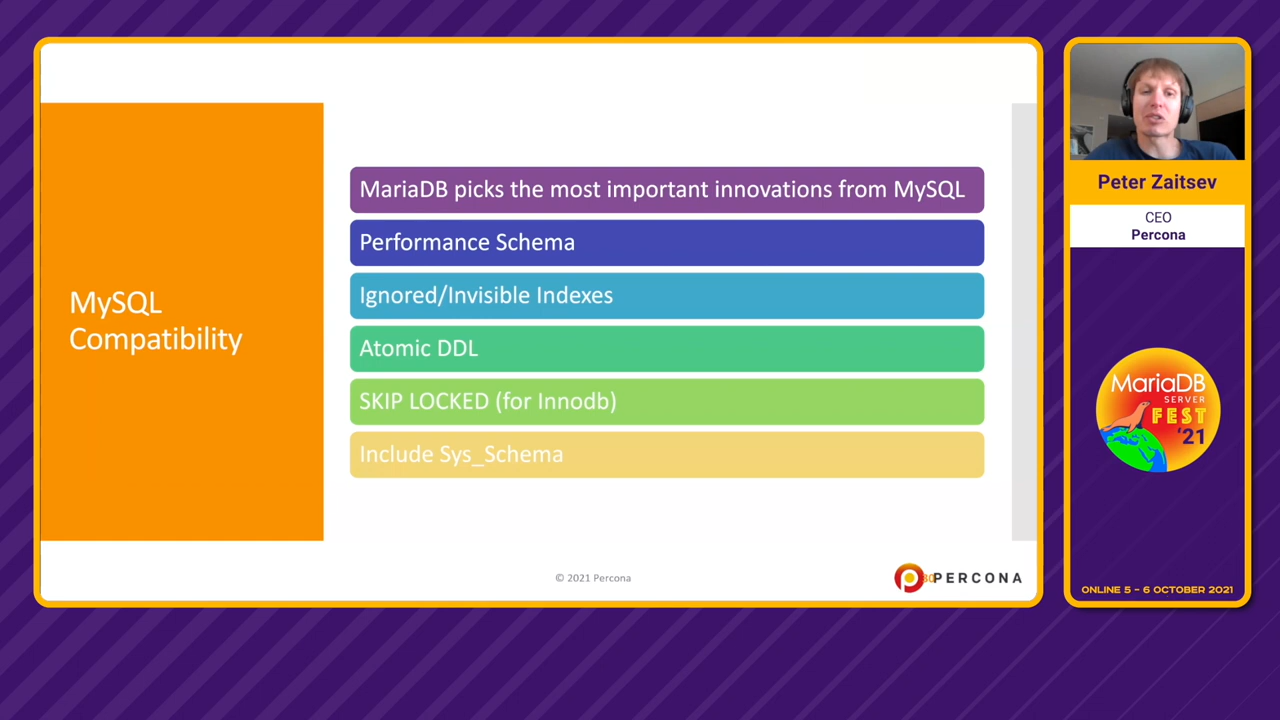 MySQL
Compatibility
MariaDB picks the most important innovations from MySQL
Performance Schema
Ignored/Invisible Indexes
Atomic DDL
SKIP LOCKED (for Innodb)
Include Sys_Schema
© 2021 Percona
30
PERCONA
Peter Zaitsev
CEO
Percona
MariaDB
SERVER
FEST
'21
ONLINE 5 - 6 OCTOBER 2021